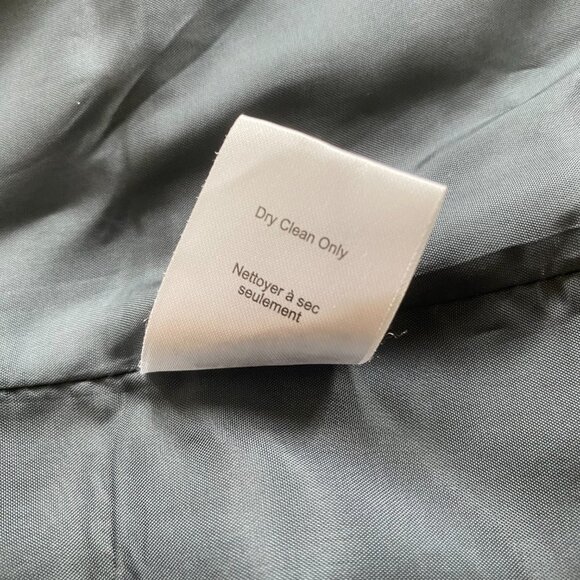 Dry Clean Only
Nettoyer à sec
seulement